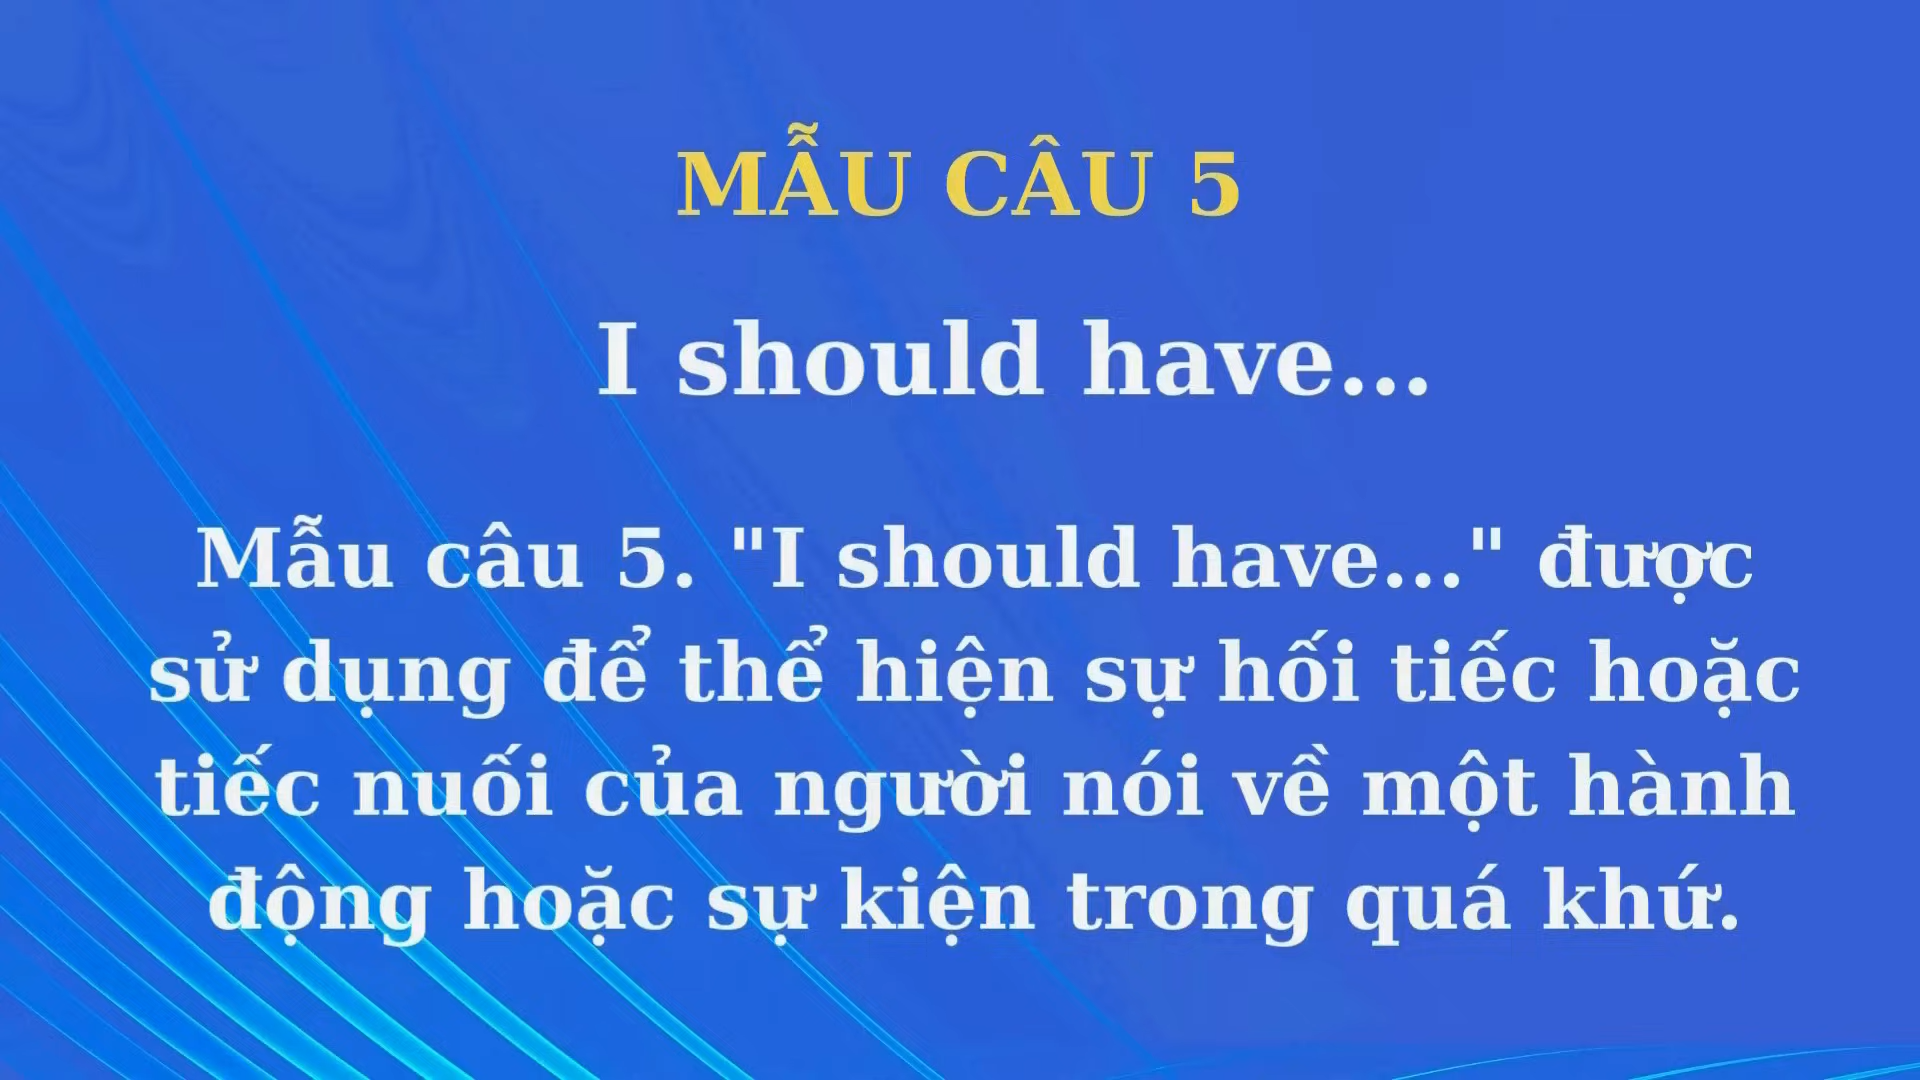 MẪU CÂU 5
I should have...
Mẫu câu 5. "I should have..." được
sử dụng để thể hiện sự hối tiếc hoặc
tiếc nuối của người nói về một hành
động hoặc sự kiện trong quá khứ.